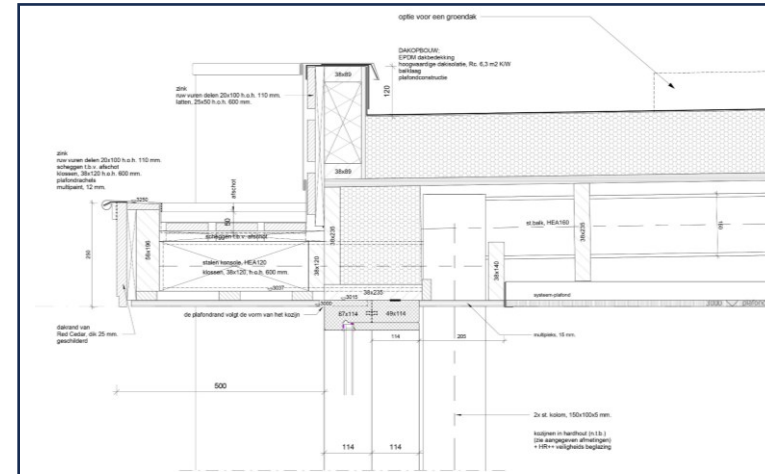 optie voor een groendak
DAKOPBOUW:
EPDM dakbedekking
hoogwaardige dakisolatie, Rc. 6,3 m2 K/W
balklaag
plafondconstructie
38x89
120
zink
ruw vuren delen 20x100 h.o.h. 110 mm.
latten, 25x50 h.o.h. 600 mm.
38x89
zink
ruw vuren delen 20x100 h.o.h. 110 mm.
scheggen t.b.v. afschot
klossen, 38x120 h.o.h. 600 mm.
multipaint, 12 mm.
afschot
50
scheggen t.b.v. afschot
38x235
st.balk, HEA160
38x235
stalen konsole, HEA120
klossen, 38x120, h.o.h. 600 mm.
38x120
38x140
38x235
3015
3000
systeem-plafond
de plafondrand volgt de vorm van het kozijn
67x114
49x114
dakrand van
Red Cedar, dik 25 mm.
geschilderd
114
205
multipleks, 15 mm.
500
2x st. kolom, 150x100x5 mm.
kozijnen in hardhout (n.t.b.)
(zie aangegeven afmetingen)
+ HR++ veiligheids beglazing
114
114